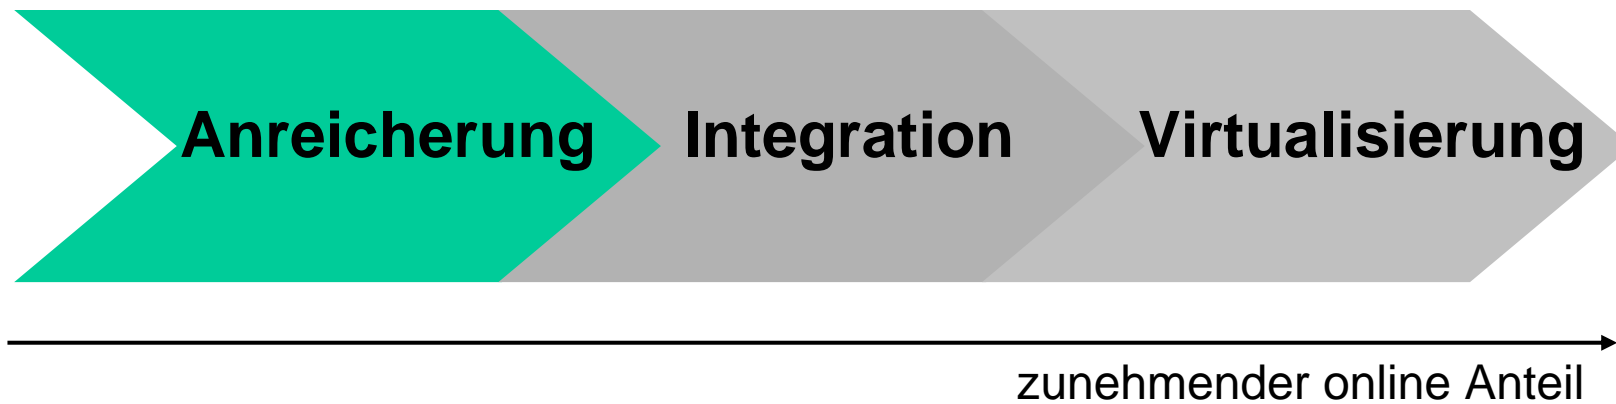 Anreicherung
Integration
Virtualisierung
zunehmender online Anteil